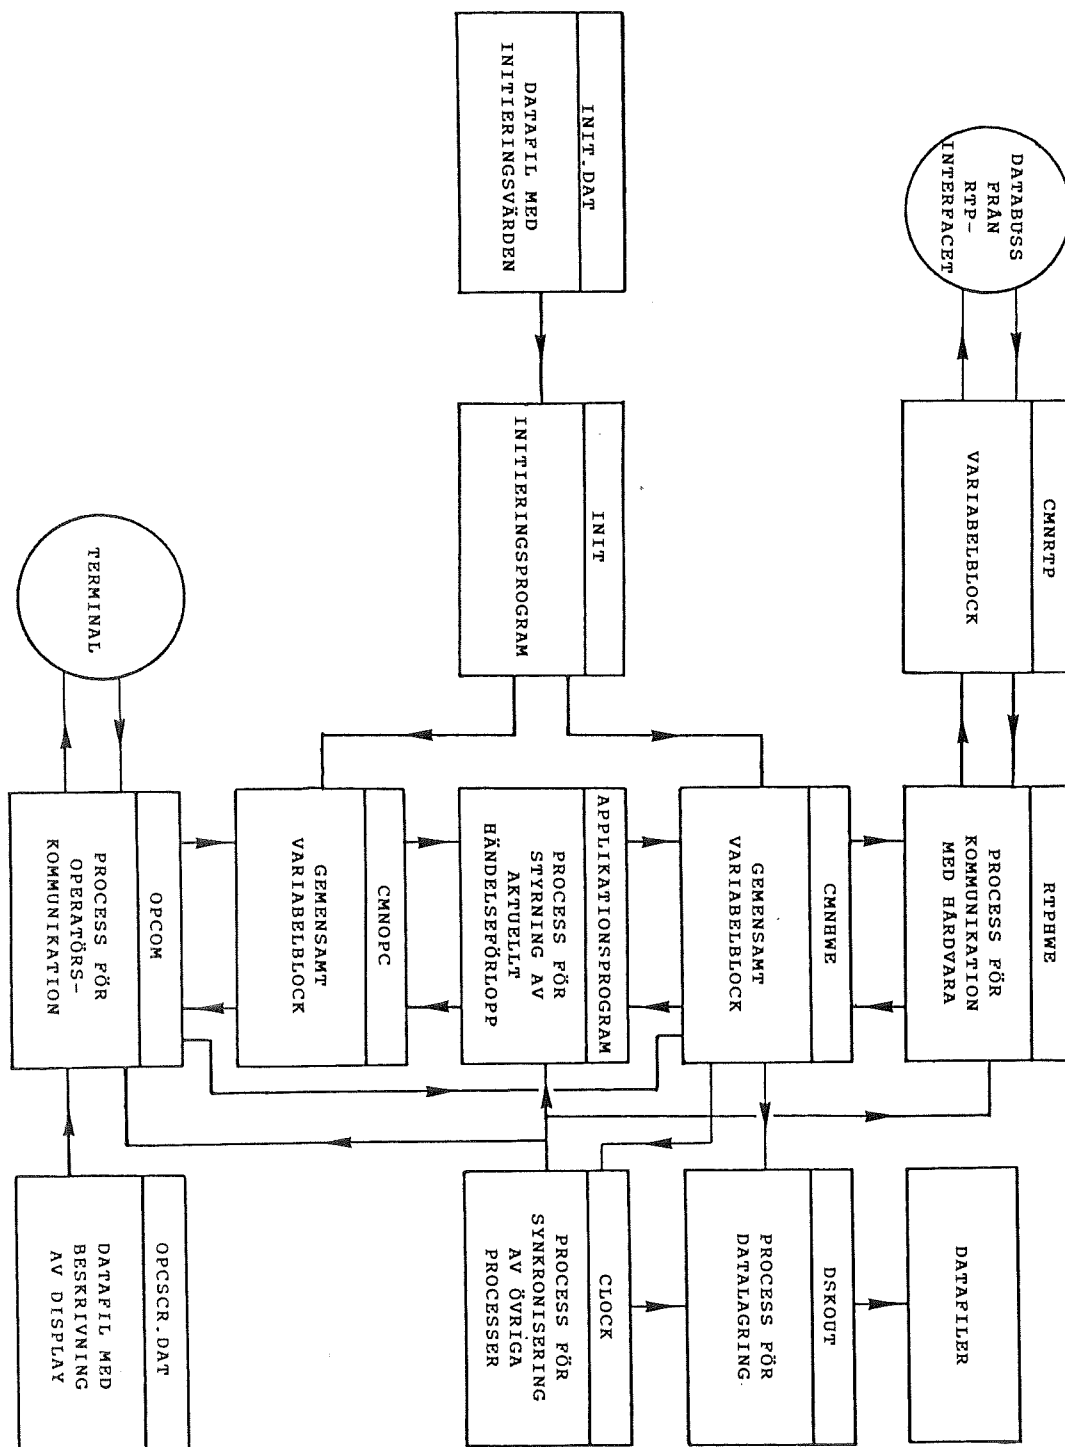 DATABUSS
FRÅN
RTP-
INTERFACET
CMNRTP
VARIABELBLOCK
RTPHWE
PROCESS FÖR
KOMMUNIKATION
MED HÅRDVARA
DATAFILER
CMNHWE
GEMENSAMT
VARIABELBLOCK
DSKOUT
PROCESS FÖR
DATALAGRING
INIT.DAT
DATAFIL MED
INITIERINGSVÄRDEN
INIT
INITIERINGSPROGRAM
APPLIKATIONSPROGRAM
PROCESS FÖR
STYRNING AV
AKTUELLT
HÄNDELSEFÖRLOPP
CLOCK
PROCESS FÖR
SYNKRONISERING
AV ÖVRIGA
PROCESSER
CMNOPC
GEMENSAMT
VARIABELBLOCK
TERMINAL
OPCOM
PROCESS FÖR
OPERATÖRS-
KOMMUNIKATION
OPCSCR.DAT
DATAFIL MED
BESKRIVNING
AV DISPLAY